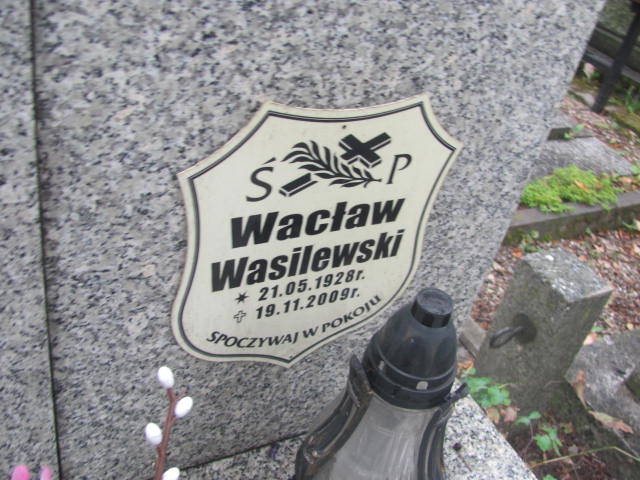 Ś P
Wacław
Wasilewski
* 21.05.1928r.
✝ 19.11.2009r.
SPOCZYWAJ W POKOJU